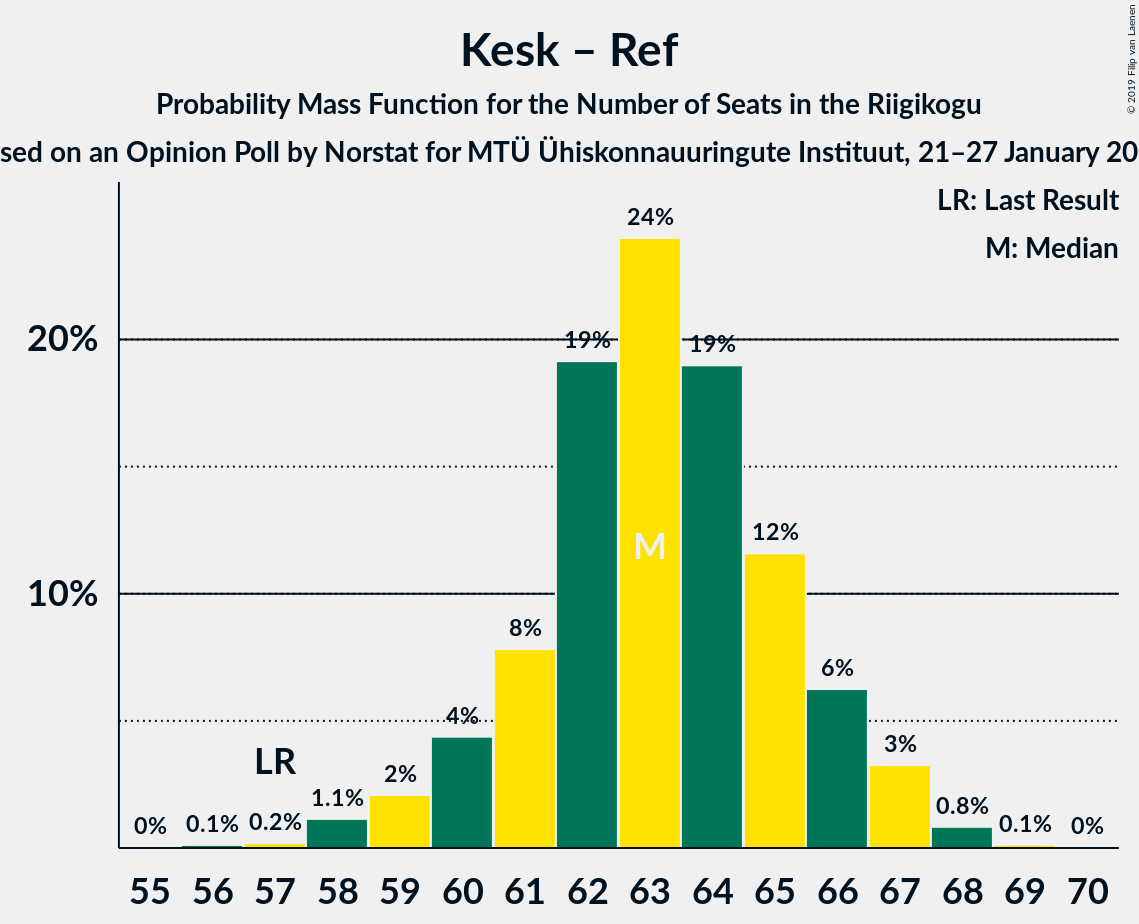 Kesk – Ref
Probability Mass Function for the Number of Seats in the Riigikogu
sed on an Opinion Poll by Norstat for MTÜ Ühiskonnauuringute Instituut, 21–27 January 20
© 2019 Filip van Laenen
LR: Last Result
M: Median
24%
20%
19%
19%
M
12%
10%
8%
6%
4%
LR
3%
2%
1.1%
0.8%
0%
0.1%
0.2%
0.1%
0%
55 56 57 58 59 60 61 62 63 64 65 66 67 68 69 70